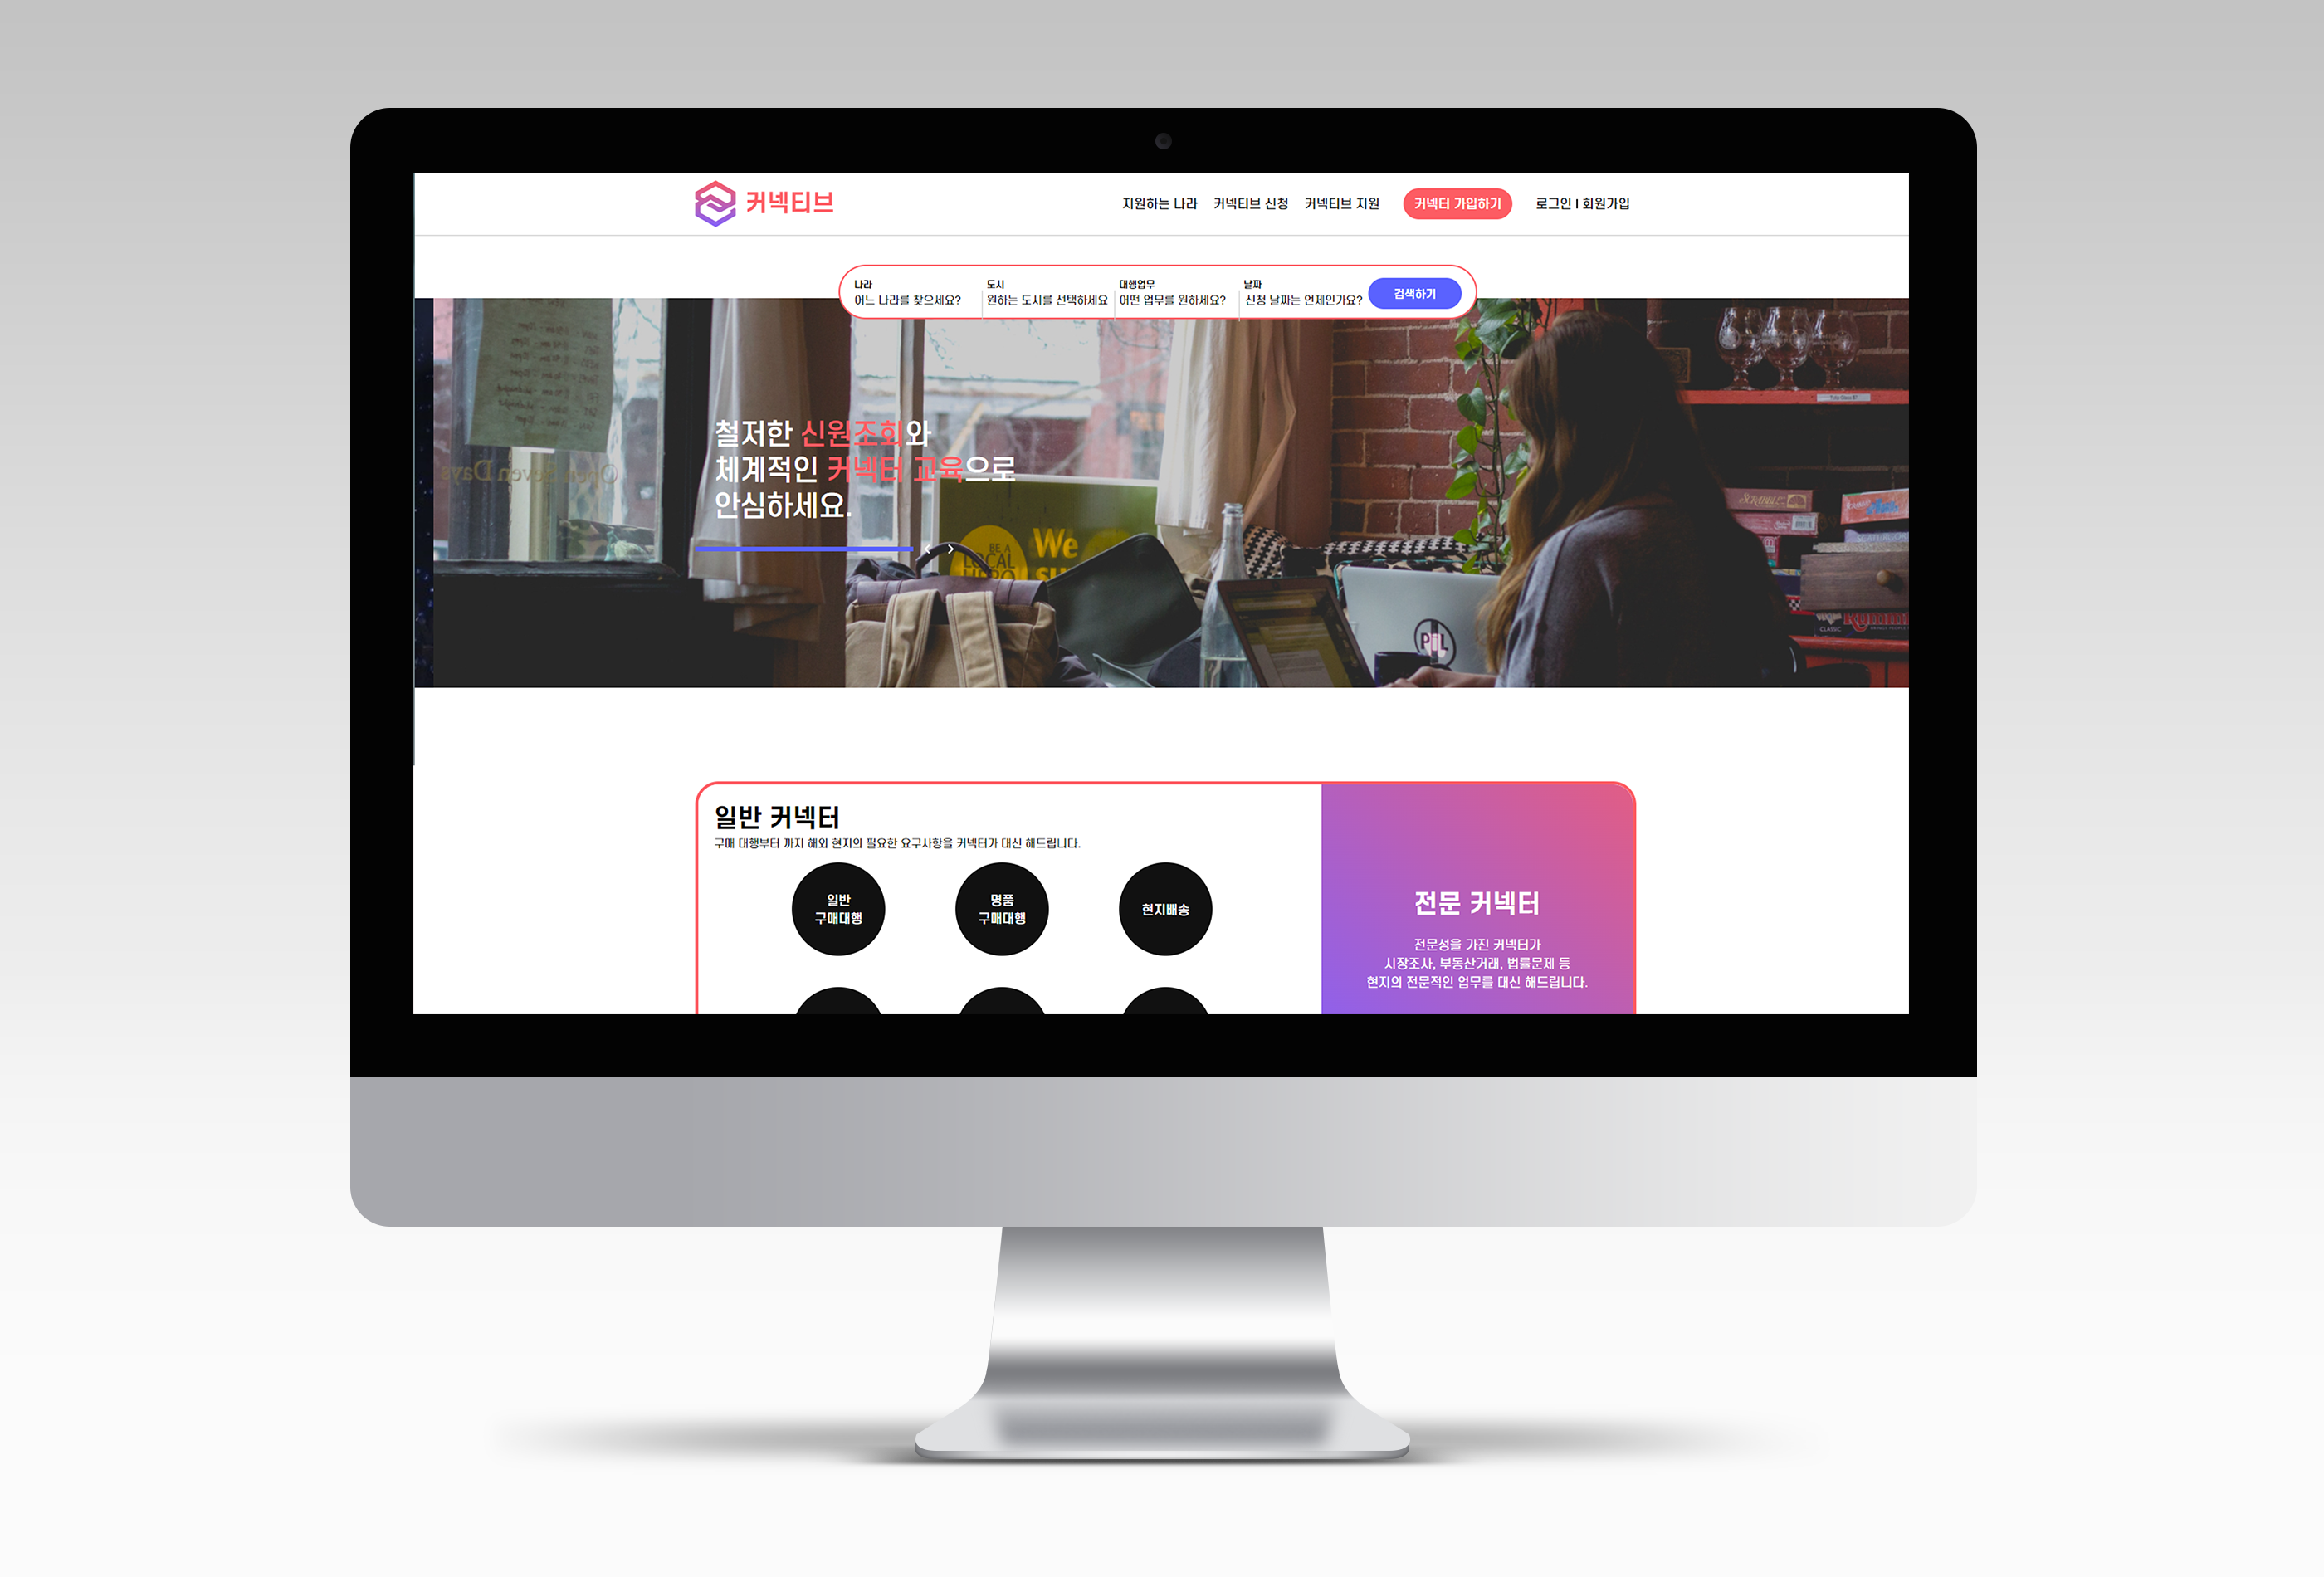 커넥티브
지원하는 나라 커넥티브 신청 커넥티브 지원 커넥터 가입하기 로그인 I 회원가입
나라 도시 대행업무 날짜
어느 나라를 찾으세요? 원하는 도시를 선택하세요 어떤 업무를 원하세요? 신청 날짜는 언제인가요? 검색하기
철저한 신원조회와
체계적인 커넥터 교육으로
안심하세요.
Open Seven Days
BE A
LOCAL
HERO
We
PTL
SCRABBLE
CLASSIC
일반 커넥터
구매 대행부터 까지 해외 현지의 필요한 요구사항을 커넥터가 대신 해드립니다.
일반
구매대행
명품
구매대행
현지배송
전문 커넥터
전문성을 가진 커넥터가
시장조사, 부동산거래, 법률문제 등
현지의 전문적인 업무를 대신 해드립니다.